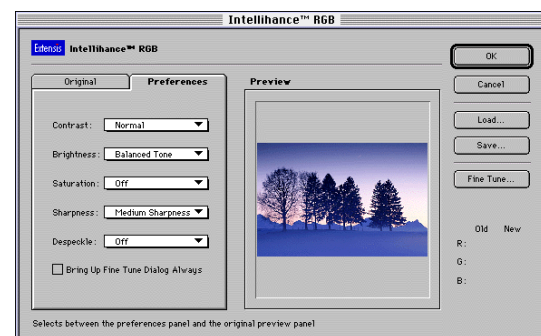 Intellihance™ RGB
Extensis Intellihance™ RGB
Original Preferences
Contrast: Normal
Brightness: Balanced Tone
Saturation: Off
Sharpness: Medium Sharpness
Despeckle: Off
Bring Up Fine Tune Dialog Always
Preview
OK
Cancel
Load...
Save...
Fine Tune...
Old New
R:
G:
B:
Selects between the preferences panel and the original preview panel